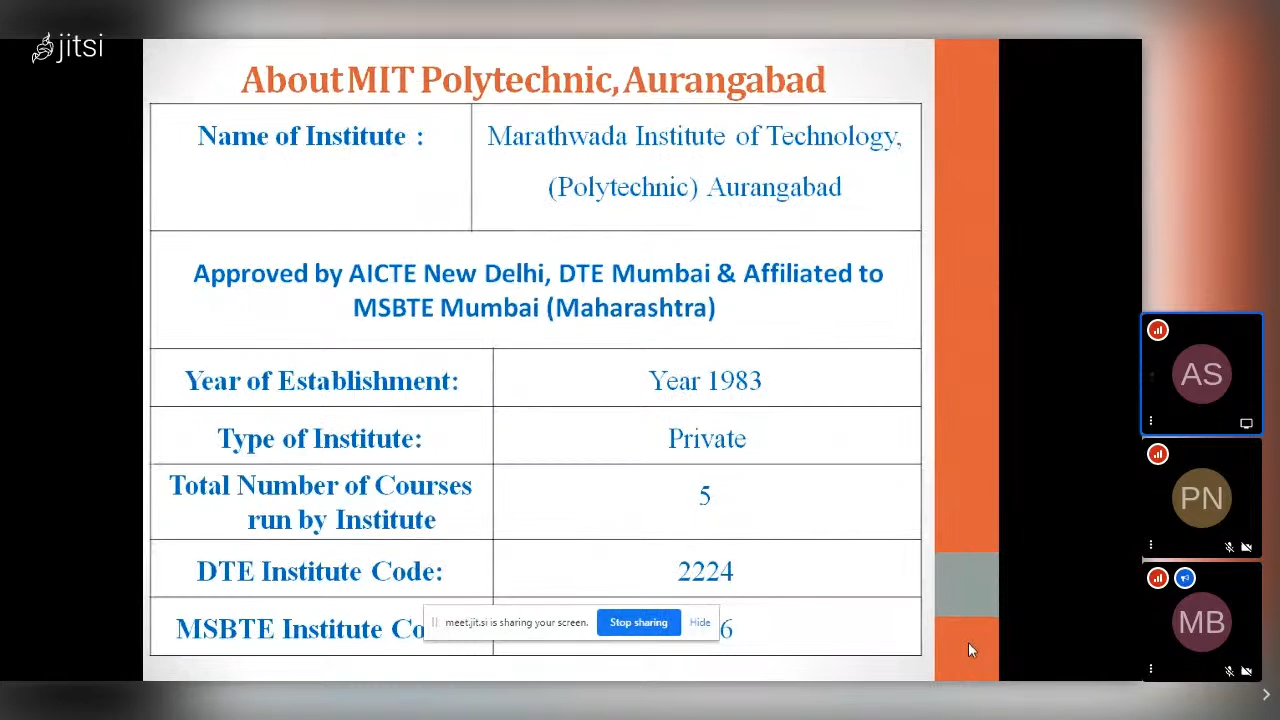 jitsi
About MIT Polytechnic, Aurangabad
Name of Institute :
Marathwada Institute of Technology,
(Polytechnic) Aurangabad
Approved by AICTE New Delhi, DTE Mumbai & Affiliated to
MSBTE Mumbai (Maharashtra)
Year of Establishment:
Year 1983
Type of Institute:
Private
Total Number of Courses
run by Institute
5
DTE Institute Code:
2224
MSBTE Institute
meet.jit.si is sharing your screen.
Stop sharing
Hide
AS
PN
MB